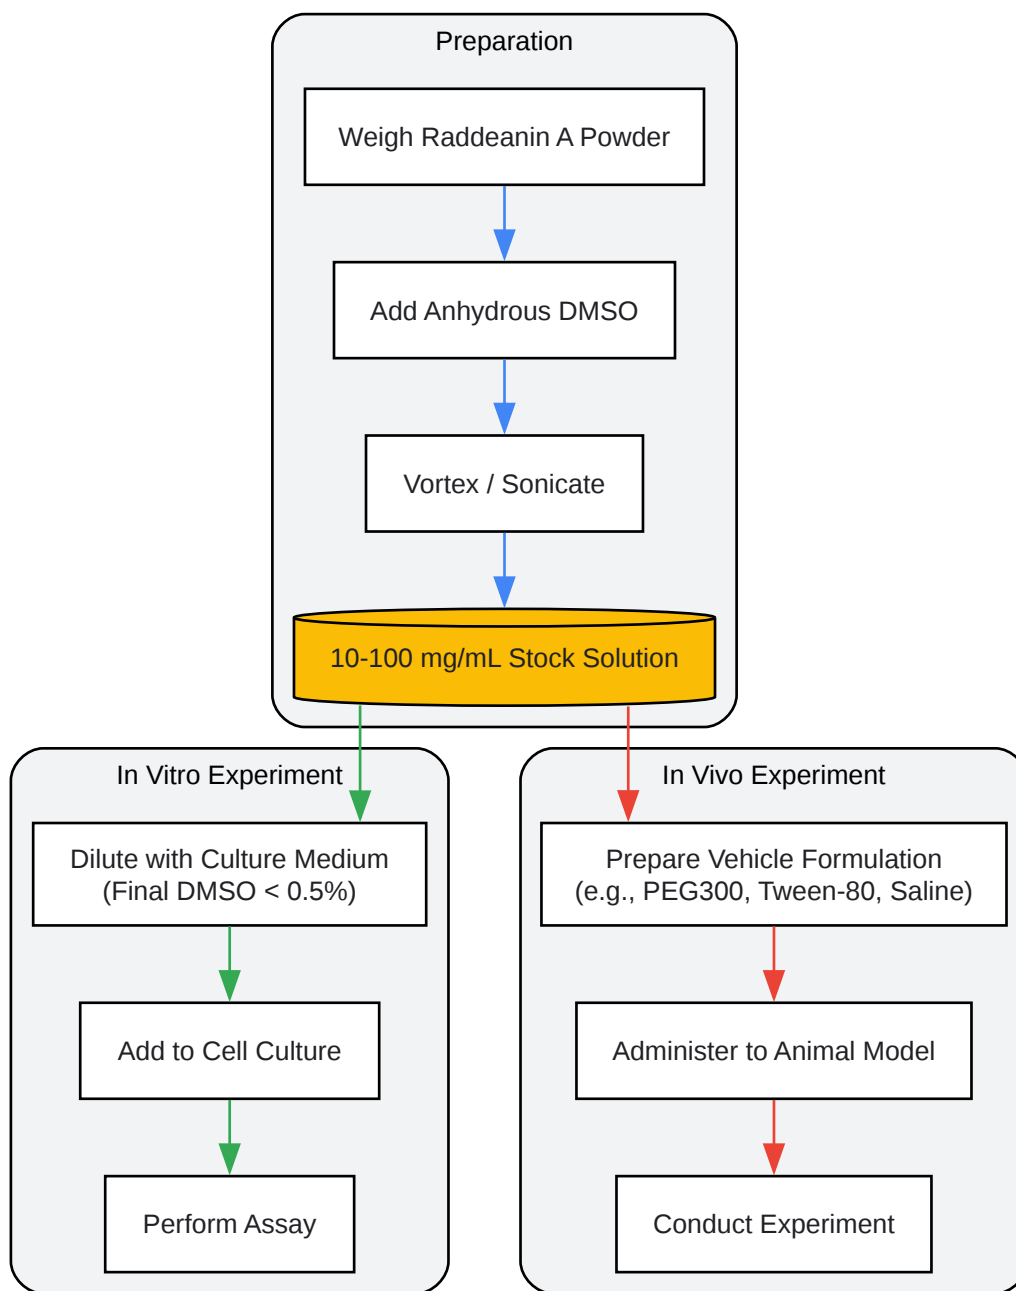 Preparation
Weigh Raddeanin A Powder
Add Anhydrous DMSO
Vortex / Sonicate
10-100 mg/mL Stock Solution
In Vitro Experiment
Dilute with Culture Medium
(Final DMSO < 0.5%)
Add to Cell Culture
Perform Assay
In Vivo Experiment
Prepare Vehicle Formulation
(e.g., PEG300, Tween-80, Saline)
Administer to Animal Model
Conduct Experiment